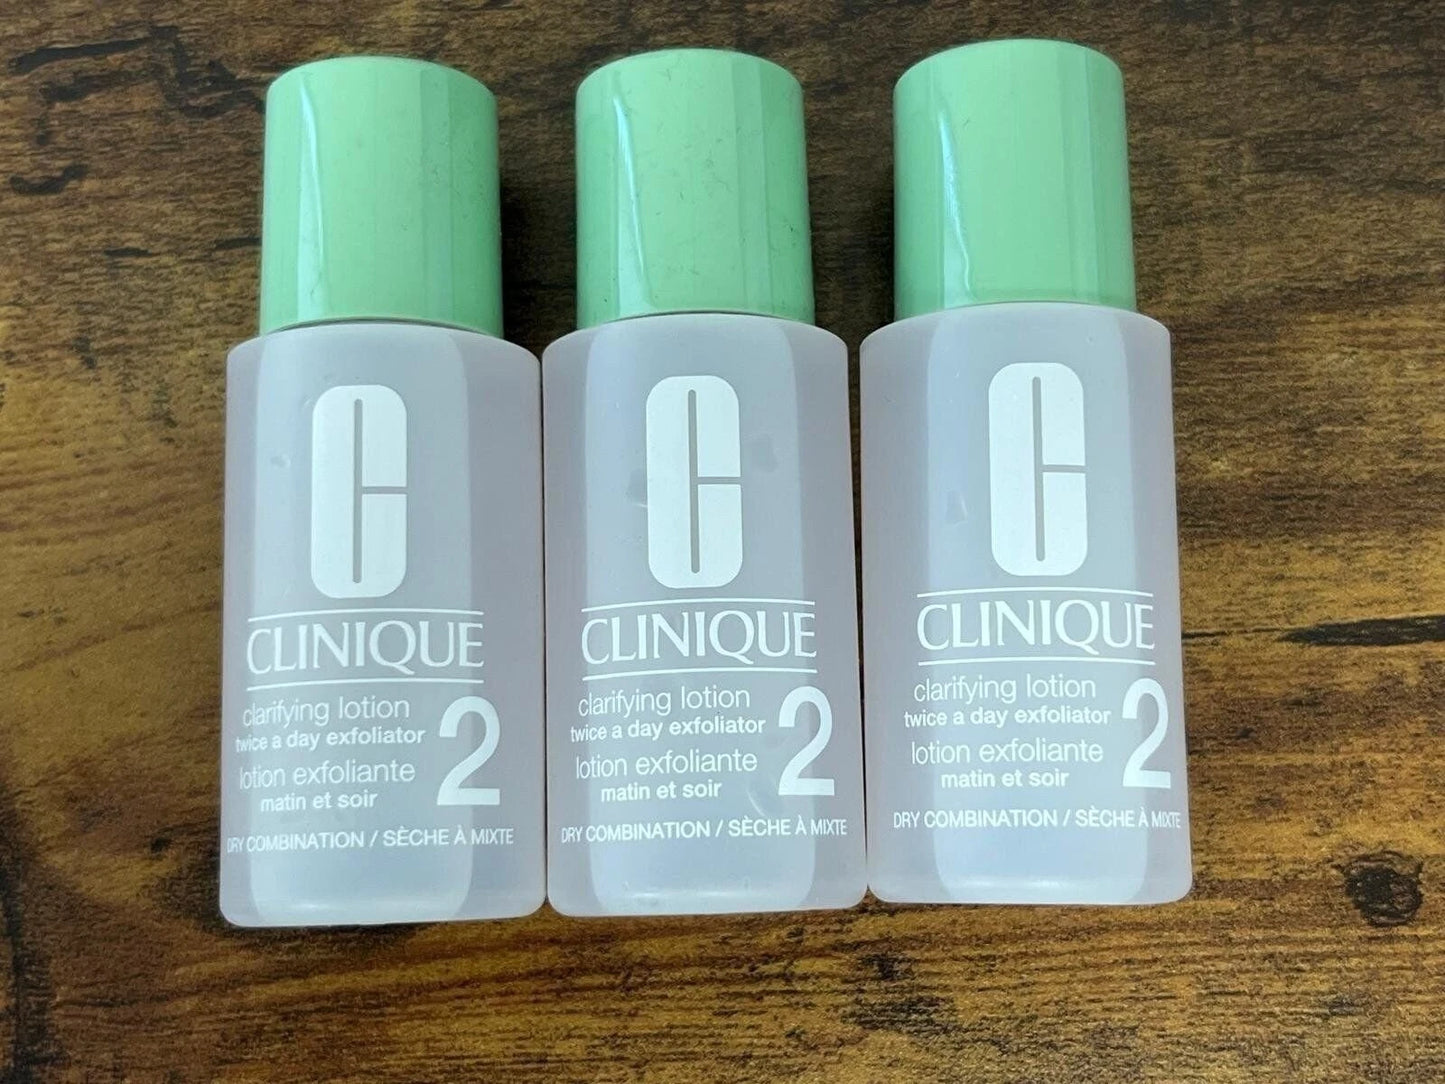 C
CLINIQUE
clarifying lotion
twice a day exfoliator
lotion exfoliante
matin et soir
2
DRY COMBINATION / SÈCHE À MIXTE
C
CLINIQUE
clarifying lotion
twice a day exfoliator
lotion exfoliante
matin et soir
2
DRY COMBINATION / SÈCHE À MIXTE
C
CLINIQUE
clarifying lotion
twice a day exfoliator
lotion exfoliante
matin et soir
2
DRY COMBINATION / SÈCHE À MIXTE